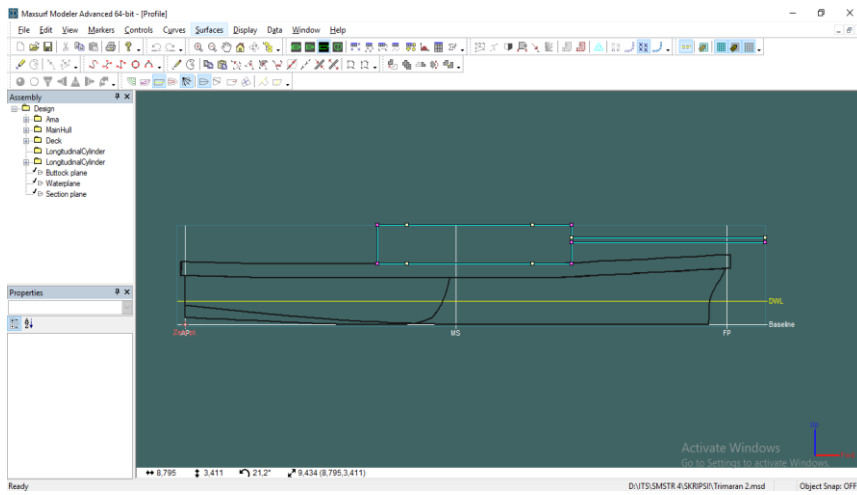 Maxsurf Modeler Advanced 64-bit - [Profile]
File Edit View Markers Controls Curves Surfaces Display Data Window Help
Assembly
Design
Ama
MainHull
Deck
LongitudinalCylinder
LongitudinalCylinder
Buttock plane
Waterplane
Section plane
Properties
DWL
Baseline
AP
MS
FP
Activate Windows
Go to Settings to activate Windows.
8,795 3,411 21,2° 9,434 (8,795,3,411)
Ready D:\ITS\SMSTR 4\SKRIPSI\Trimaran 2.msd Object Snap: OFF